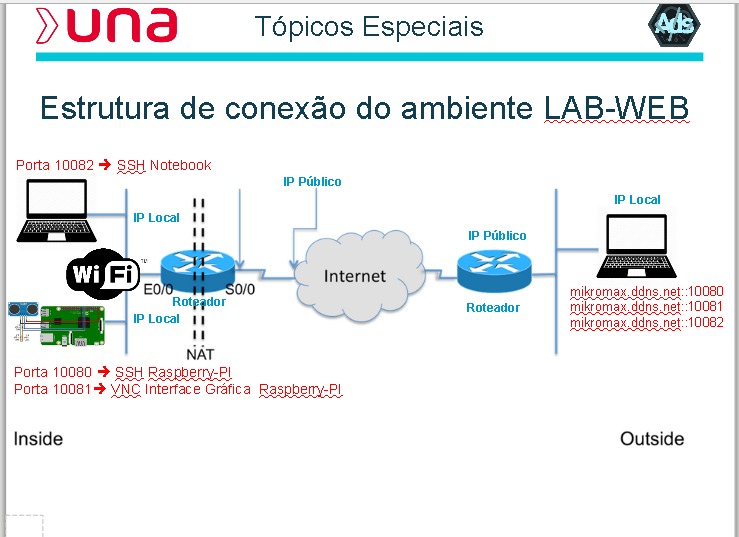 una
Tópicos Especiais
Ads
Estrutura de conexão do ambiente LAB-WEB
Porta 10082 → SSH Notebook
IP Público
IP Local
IP Local
IP Público
Wi Fi™
Internet
E0/0
S0/0
Roteador
Roteador
mikromax.ddns.net::10080
mikromax.ddns.net::10081
mikromax.ddns.net::10082
IP Local
NAT
Porta 10080 → SSH Raspberry-PI
Porta 10081→ VNC Interface Gráfica Raspberry-PI
Inside
Outside